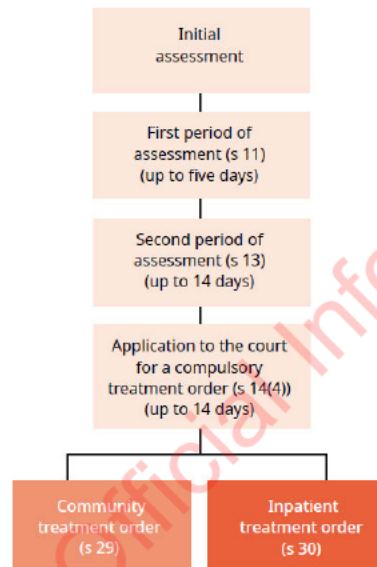 Initial
assessment
First period of
assessment (s 11)
(up to five days)
Second period of
assessment (s 13)
(up to 14 days)
Application to the court
for a compulsory
treatment order (s 14(4))
(up to 14 days)
Community
treatment order
(s 29)
Inpatient
treatment order
(s 30)
Official Info